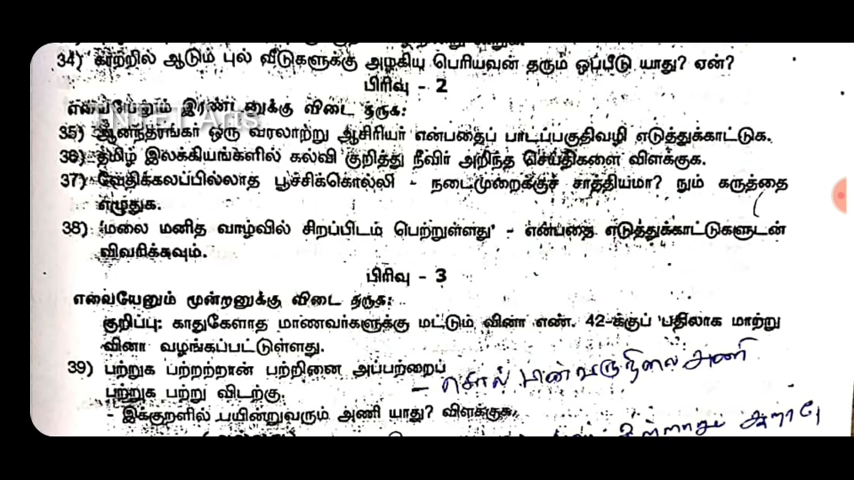 34) காற்றில் ஆடும் புல் வீடுகளுக்கு அழகிய பெரியவன் தரும் ஒப்பீடு யாது? ஏன்?
பிரிவு - 2
எவையேனும் இரண்டனுக்கு விடை தருக:
35) ஆனந்தரங்கர் ஒரு வரலாற்று ஆசிரியர் என்பதைப் பாடப்பகுதிவழி எடுத்துக்காட்டுக.
36) தமிழ் இலக்கியங்களில் கல்வி குறித்து நீவிர் அறிந்த செய்திகளை விளக்குக.
37) வேதிக்கலப்பில்லாத பூச்சிக்கொல்லி - நடைமுறைக்குச் சாத்தியமா? நும் கருத்தை
எழுதுக.
38) 'மலை மனித வாழ்வில் சிறப்பிடம் பெற்றுள்ளது' - என்பதை எடுத்துக்காட்டுகளுடன்
விவரிக்கவும்.
பிரிவு - 3
எவையேனும் மூன்றனுக்கு விடை தருக:
குறிப்பு: காதுகேளாத மாணவர்களுக்கு மட்டும் வினா எண். 42-க்குப் பதிலாக மாற்று
வினா வழங்கப்பட்டுள்ளது.
39) பற்றுக பற்றற்றான் பற்றினை அப்பற்றைப்
பற்றுக பற்று விடற்கு - சொல் பின்வருநிலை அணி
- இக்குறளில் பயின்றுவரும் அணி யாது? விளக்குக.